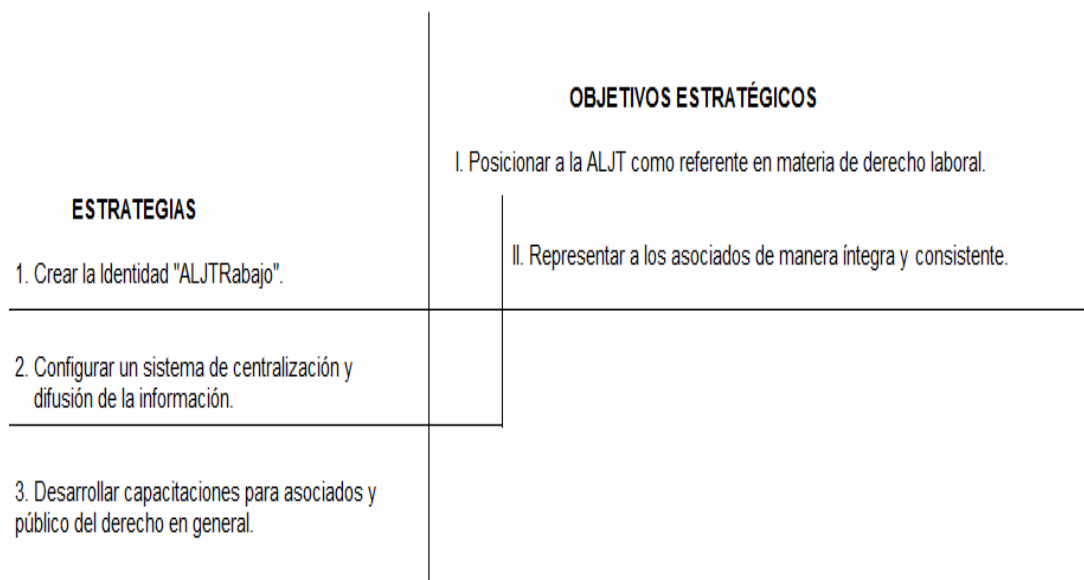 OBJETIVOS ESTRATÉGICOS
I. Posicionar a la ALJT como referente en materia de derecho laboral.
ESTRATEGIAS
II. Representar a los asociados de manera íntegra y consistente.
1. Crear la Identidad "ALJTRabajo".
2. Configurar un sistema de centralización y
difusión de la información.
3. Desarrollar capacitaciones para asociados y
público del derecho en general.